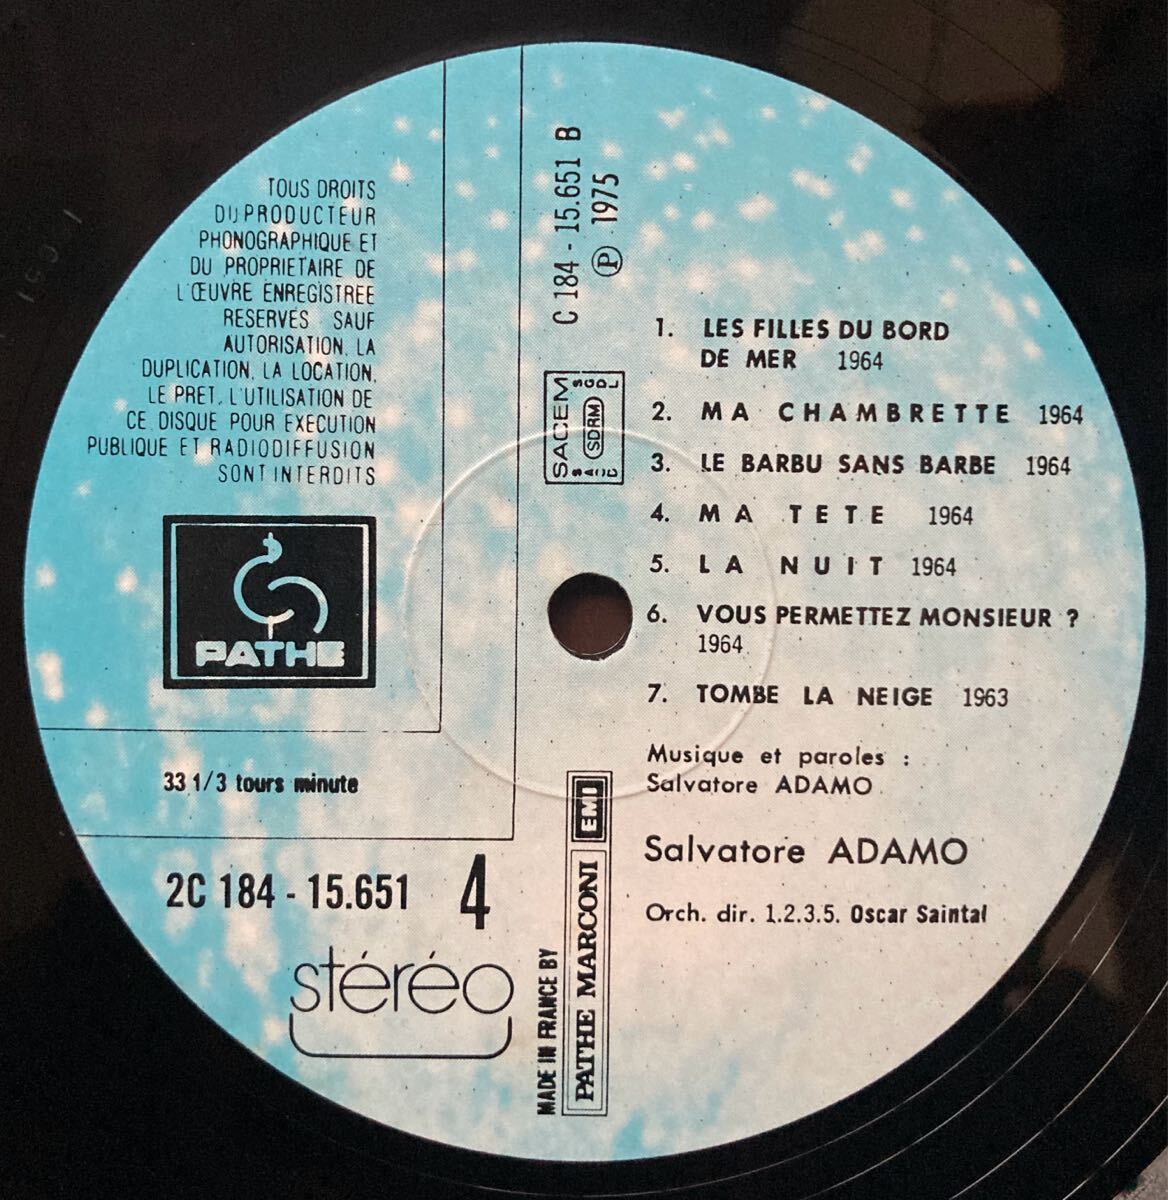 TOUS DROITS
DU PRODUCTEUR
PHONOGRAPHIQUE ET
DU PROPRIETAIRE DE
L'ŒUVRE ENREGISTREE
RESERVES SAUF
AUTORISATION, LA
DUPLICATION, LA LOCATION,
LE PRET, L'UTILISATION DE
CE DISQUE POUR EXECUTION
PUBLIQUE ET RADIODIFFUSION
SONT INTERDITS
PATHE
33 1/3 tours minute
2C 184 - 15.651 4
stéréo
C 184 - 15.651 B
Ⓟ 1975
SACEM
SDRM
SACD
SGDL
MADE IN FRANCE BY
PATHE MARCONI EMI
1. LES FILLES DU BORD
DE MER 1964
2. MA CHAMBRETTE 1964
3. LE BARBU SANS BARBE 1964
4. MA TETE 1964
5. LA NUIT 1964
6. VOUS PERMETTEZ MONSIEUR ?
1964
7. TOMBE LA NEIGE 1963
Musique et paroles :
Salvatore ADAMO
Salvatore ADAMO
Orch. dir. 1.2.3.5. Oscar Saintal